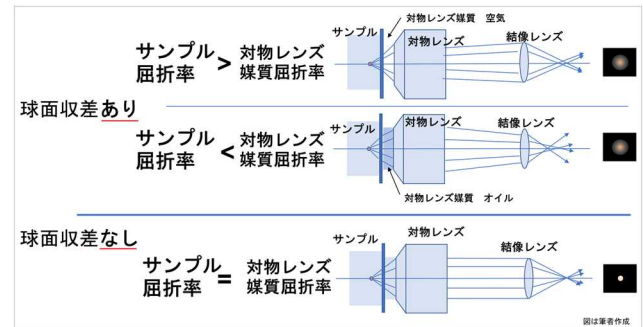 サンプル
対物レンズ媒質　空気
対物レンズ
結像レンズ
サンプル
屈折率
>
対物レンズ
媒質屈折率
球面収差あり
サンプル
対物レンズ
結像レンズ
サンプル
屈折率
<
対物レンズ
媒質屈折率
対物レンズ媒質　オイル
球面収差なし
サンプル
対物レンズ
結像レンズ
サンプル
屈折率
=
対物レンズ
媒質屈折率
図は筆者作成